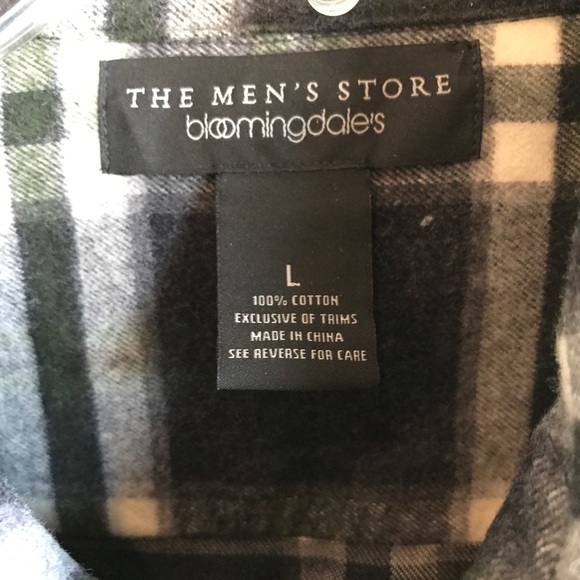 THE MEN'S STORE
bloomingdale's
L
100% COTTON
EXCLUSIVE OF TRIMS
MADE IN CHINA
SEE REVERSE FOR CARE